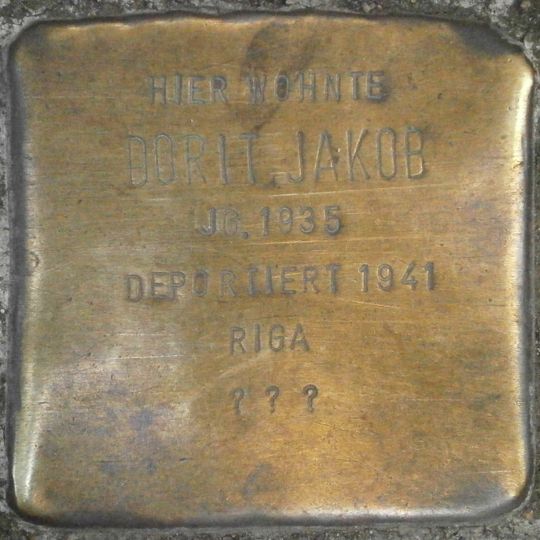 HIER WOHNTE
DORIT JAKOB
JG. 1935
DEPORTIERT 1941
RIGA
? ? ?